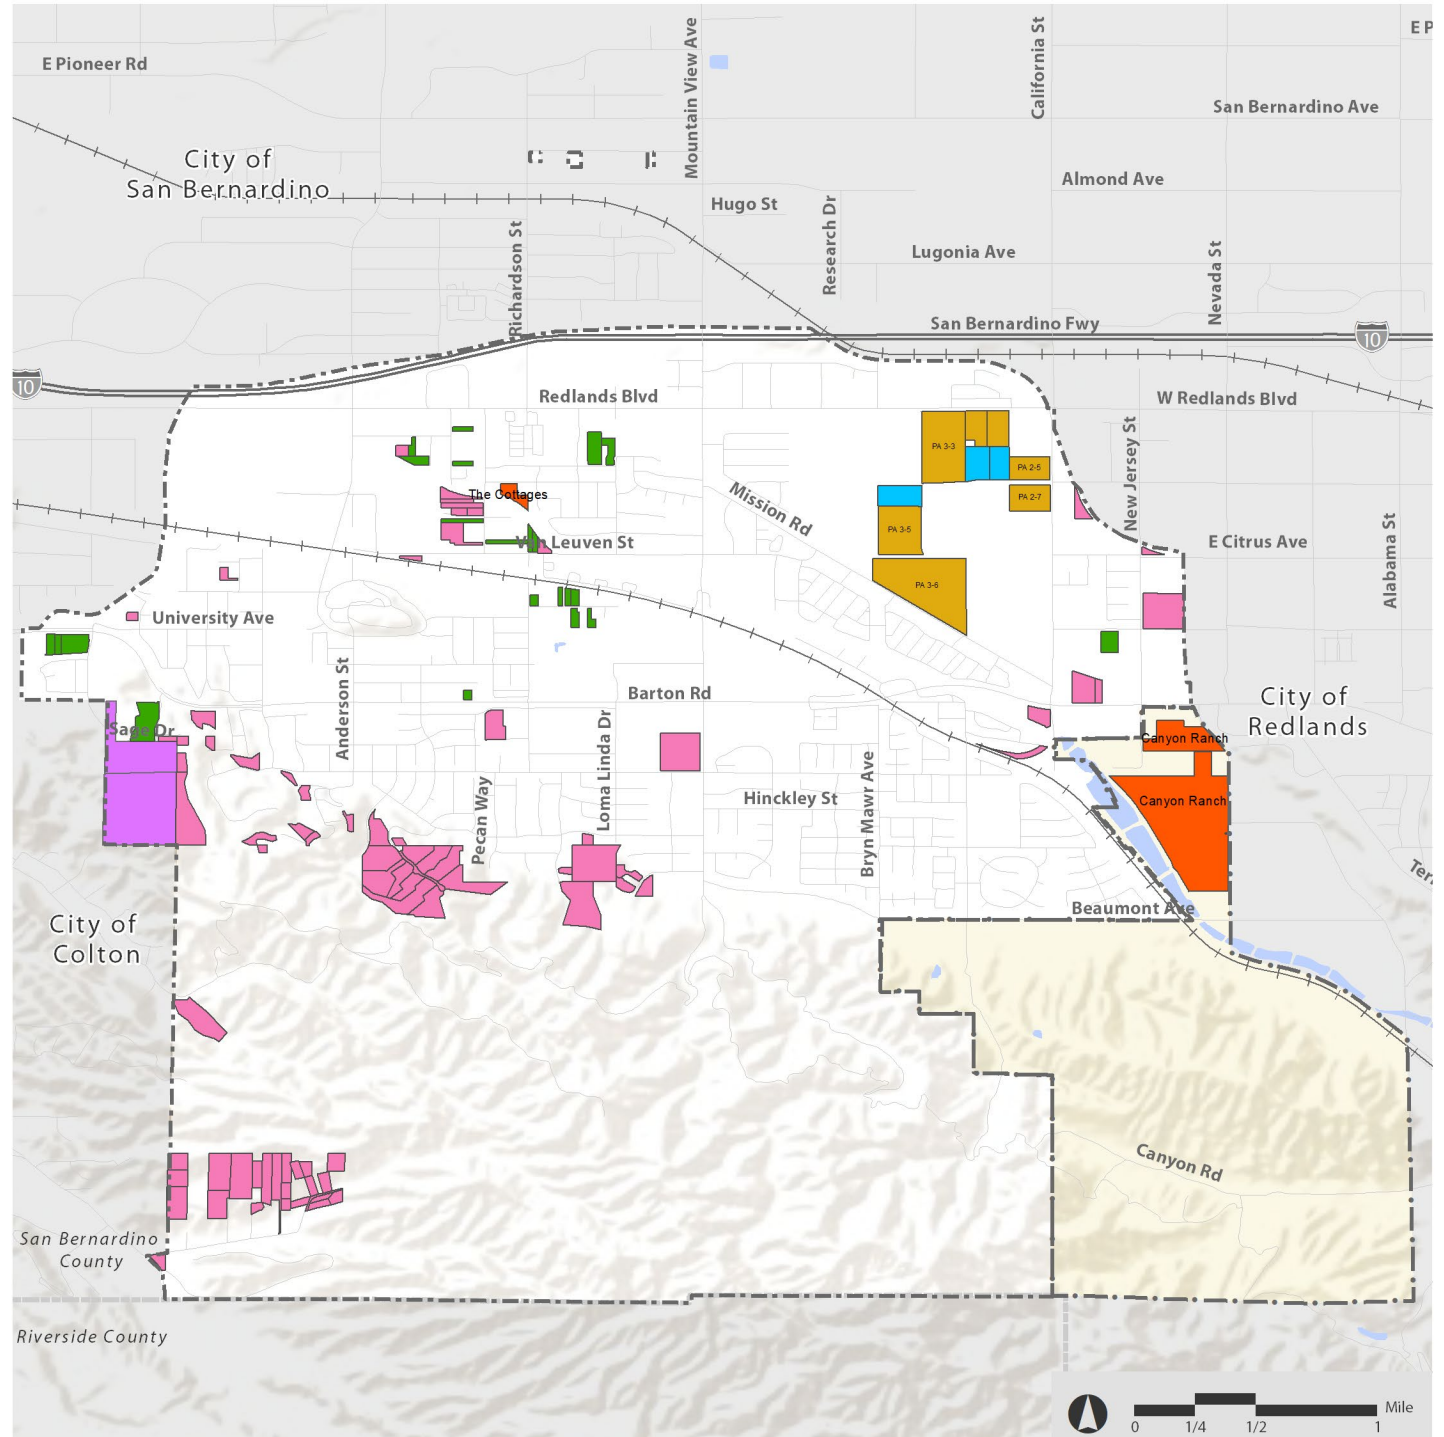 E Pioneer Rd
Mountain View Ave
California St
E P
San Bernardino Ave
City of
San Bernardino
Almond Ave
Hugo St
Richardson St
Research Dr
Lugonia Ave
Nevada St
San Bernardino Fwy
10
10
Redlands Blvd
W Redlands Blvd
PA 3-3
PA 2-5
The Cottages
PA 2-7
Mission Rd
New Jersey St
PA 3-5
Van Leuven St
E Citrus Ave
Alabama St
PA 3-6
University Ave
Anderson St
Barton Rd
City of
Redlands
Sage Dr
Canyon Ranch
Loma Linda Dr
Bryn Mawr Ave
Pecan Way
Hinckley St
Canyon Ranch
Terr
Beaumont Ave
City of
Colton
Canyon Rd
San Bernardino
County
Riverside County
Mile
0 1/4 1/2 1